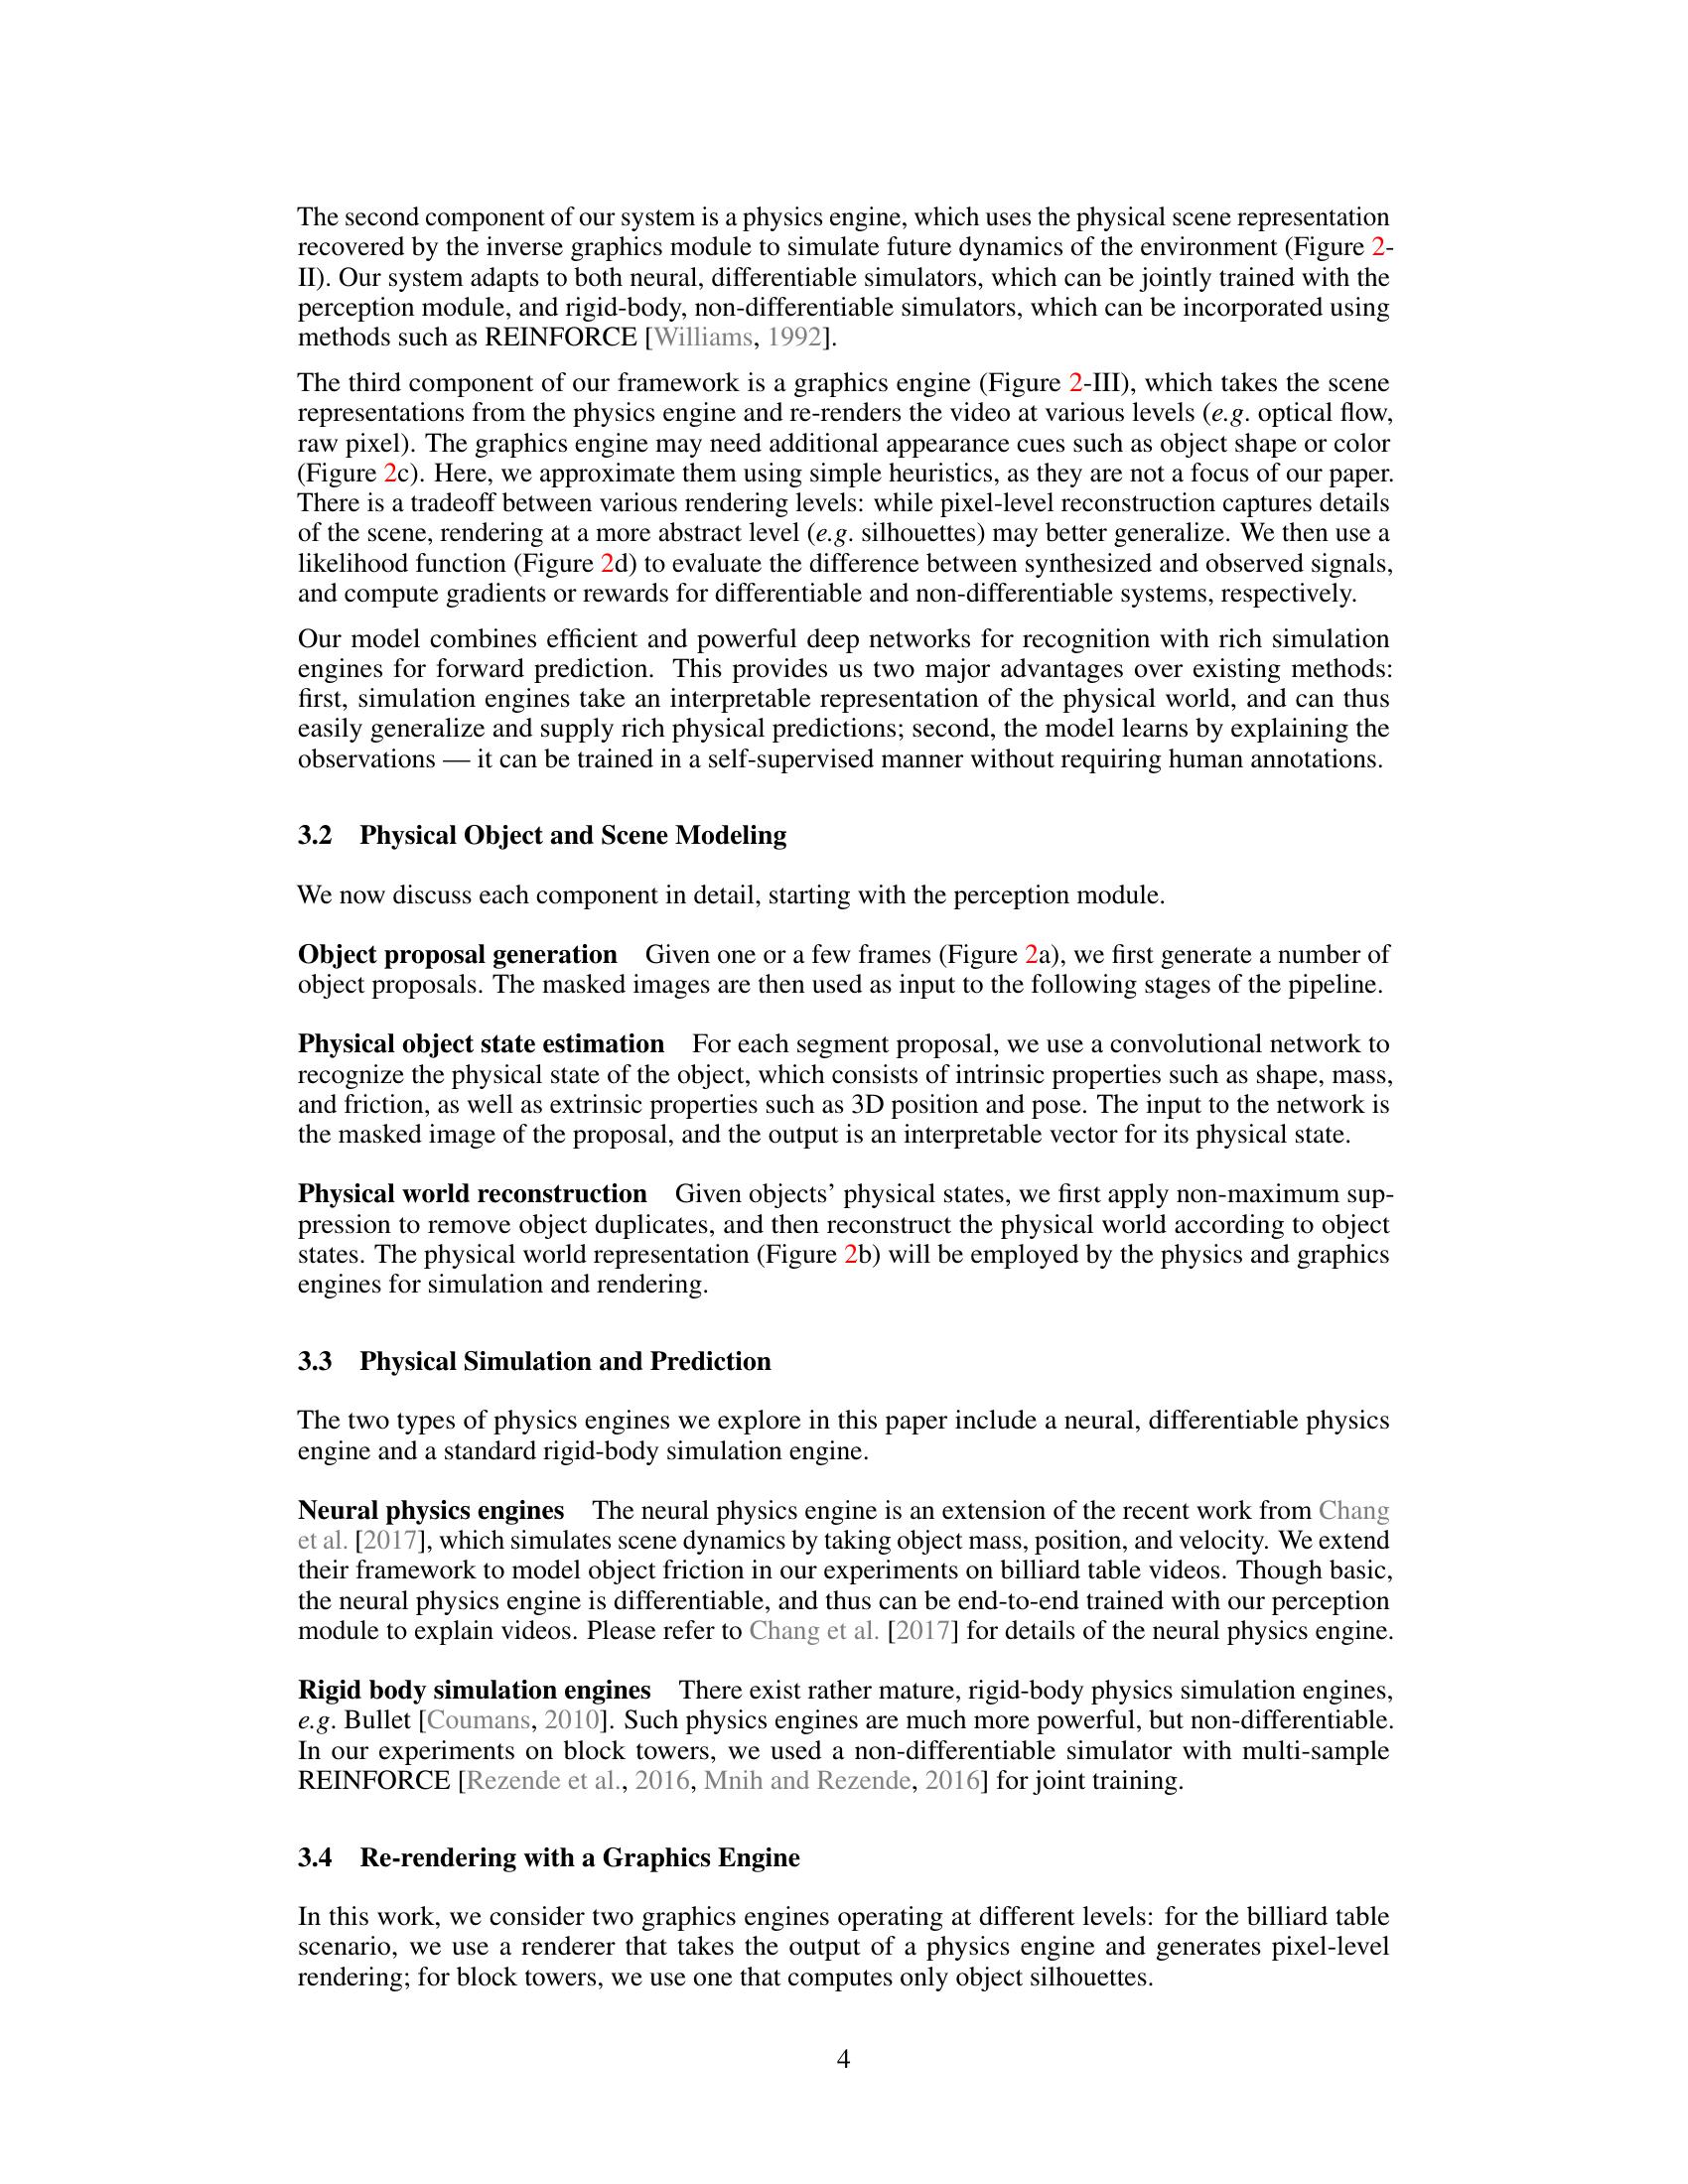 The second component of our system is a physics engine, which uses the physical scene representation
recovered by the inverse graphics module to simulate future dynamics of the environment (Figure 2-
II). Our system adapts to both neural, differentiable simulators, which can be jointly trained with the
perception module, and rigid-body, non-differentiable simulators, which can be incorporated using
methods such as REINFORCE [Williams, 1992].
The third component of our framework is a graphics engine (Figure 2-III), which takes the scene
representations from the physics engine and re-renders the video at various levels (e.g. optical flow,
raw pixel). The graphics engine may need additional appearance cues such as object shape or color
(Figure 2c). Here, we approximate them using simple heuristics, as they are not a focus of our paper.
There is a tradeoff between various rendering levels: while pixel-level reconstruction captures details
of the scene, rendering at a more abstract level (e.g. silhouettes) may better generalize. We then use a
likelihood function (Figure 2d) to evaluate the difference between synthesized and observed signals,
and compute gradients or rewards for differentiable and non-differentiable systems, respectively.
Our model combines efficient and powerful deep networks for recognition with rich simulation
engines for forward prediction. This provides us two major advantages over existing methods:
first, simulation engines take an interpretable representation of the physical world, and can thus
easily generalize and supply rich physical predictions; second, the model learns by explaining the
observations — it can be trained in a self-supervised manner without requiring human annotations.
3.2 Physical Object and Scene Modeling
We now discuss each component in detail, starting with the perception module.
Object proposal generation Given one or a few frames (Figure 2a), we first generate a number of
object proposals. The masked images are then used as input to the following stages of the pipeline.
Physical object state estimation For each segment proposal, we use a convolutional network to
recognize the physical state of the object, which consists of intrinsic properties such as shape, mass,
and friction, as well as extrinsic properties such as 3D position and pose. The input to the network is
the masked image of the proposal, and the output is an interpretable vector for its physical state.
Physical world reconstruction Given objects’ physical states, we first apply non-maximum sup-
pression to remove object duplicates, and then reconstruct the physical world according to object
states. The physical world representation (Figure 2b) will be employed by the physics and graphics
engines for simulation and rendering.
3.3 Physical Simulation and Prediction
The two types of physics engines we explore in this paper include a neural, differentiable physics
engine and a standard rigid-body simulation engine.
Neural physics engines The neural physics engine is an extension of the recent work from Chang
et al. [2017], which simulates scene dynamics by taking object mass, position, and velocity. We extend
their framework to model object friction in our experiments on billiard table videos. Though basic,
the neural physics engine is differentiable, and thus can be end-to-end trained with our perception
module to explain videos. Please refer to Chang et al. [2017] for details of the neural physics engine.
Rigid body simulation engines There exist rather mature, rigid-body physics simulation engines,
e.g. Bullet [Coumans, 2010]. Such physics engines are much more powerful, but non-differentiable.
In our experiments on block towers, we used a non-differentiable simulator with multi-sample
REINFORCE [Rezende et al., 2016, Mnih and Rezende, 2016] for joint training.
3.4 Re-rendering with a Graphics Engine
In this work, we consider two graphics engines operating at different levels: for the billiard table
scenario, we use a renderer that takes the output of a physics engine and generates pixel-level
rendering; for block towers, we use one that computes only object silhouettes.
4